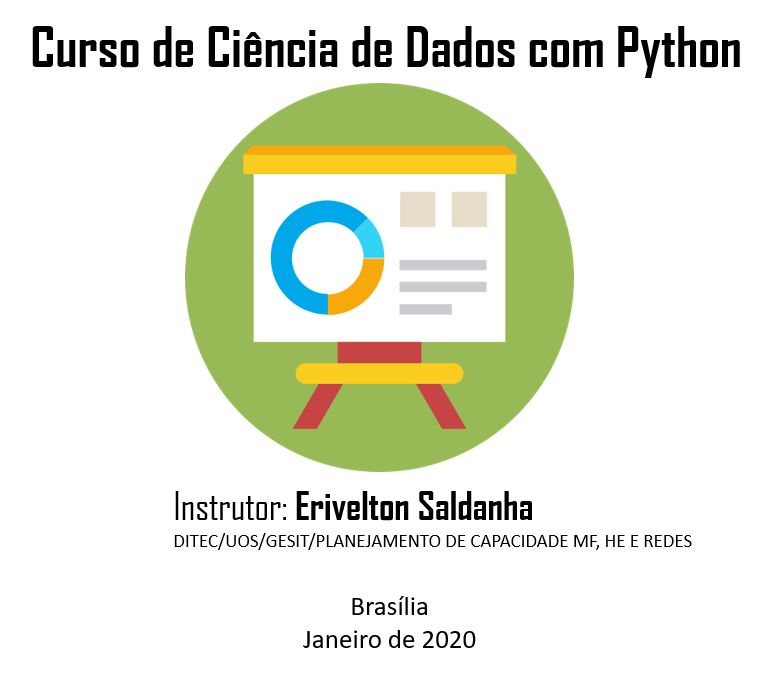 Curso de Ciência de Dados com Python
Instrutor: Erivelton Saldanha
DITEC/UOS/GESIT/PLANEJAMENTO DE CAPACIDADE MF, HE E REDES
Brasília
Janeiro de 2020